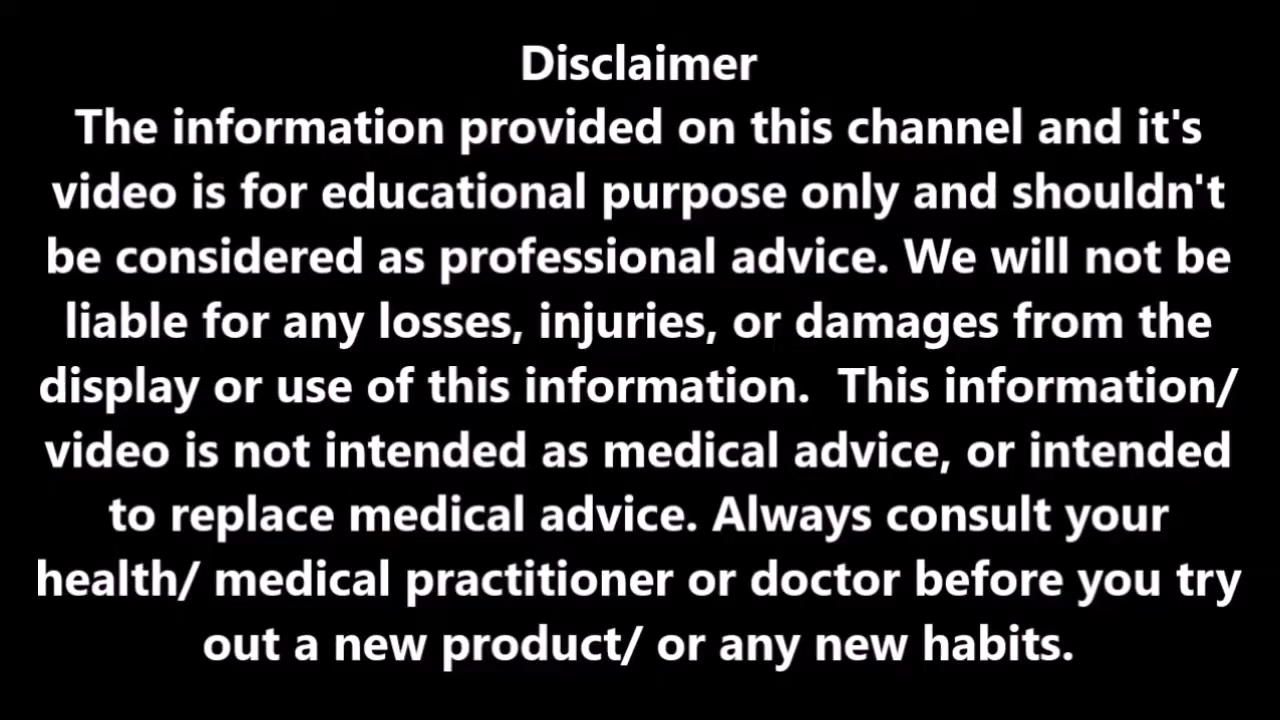 Disclaimer
The information provided on this channel and it's
video is for educational purpose only and shouldn't
be considered as professional advice. We will not be
liable for any losses, injuries, or damages from the
display or use of this information.  This information/
video is not intended as medical advice, or intended
to replace medical advice. Always consult your
health/ medical practitioner or doctor before you try
out a new product/ or any new habits.